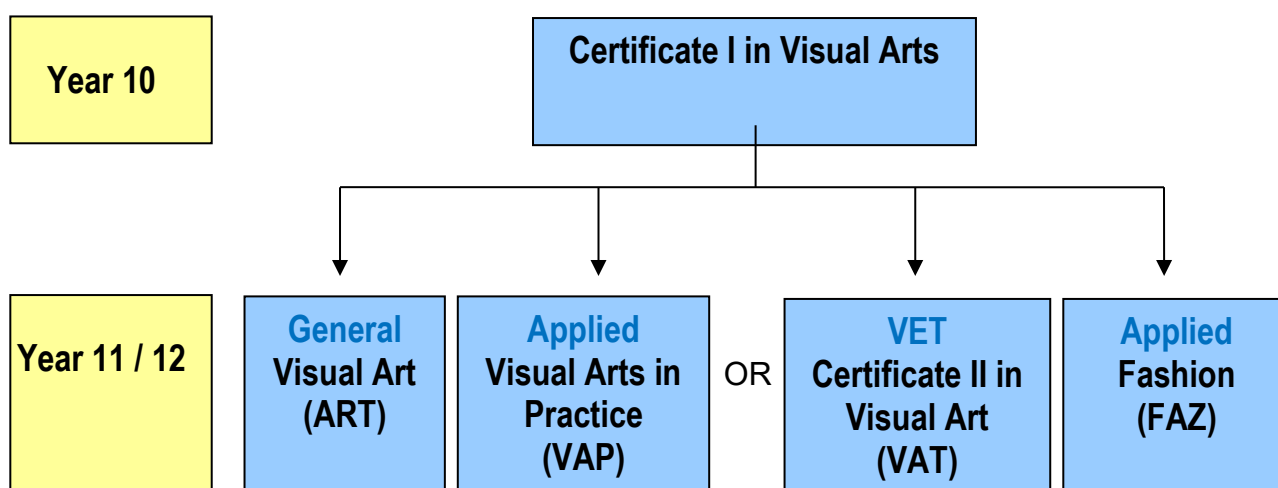 Year 10
Certificate I in Visual Arts
Year 11 / 12
General
Visual Art
(ART)
Applied
Visual Arts in
Practice
(VAP)
OR
VET
Certificate II in
Visual Art
(VAT)
Applied
Fashion
(FAZ)